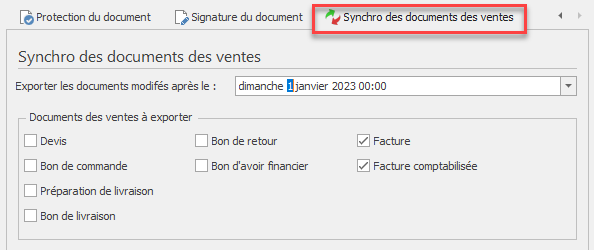 Protection du document Signature du document Synchro des documents des ventes
Synchro des documents des ventes
Exporter les documents modifiés après le : dimanche 1 janvier 2023 00:00
Documents des ventes à exporter
Devis Bon de retour Facture
Bon de commande Bon d'avoir financier Facture comptabilisée
Préparation de livraison
Bon de livraison